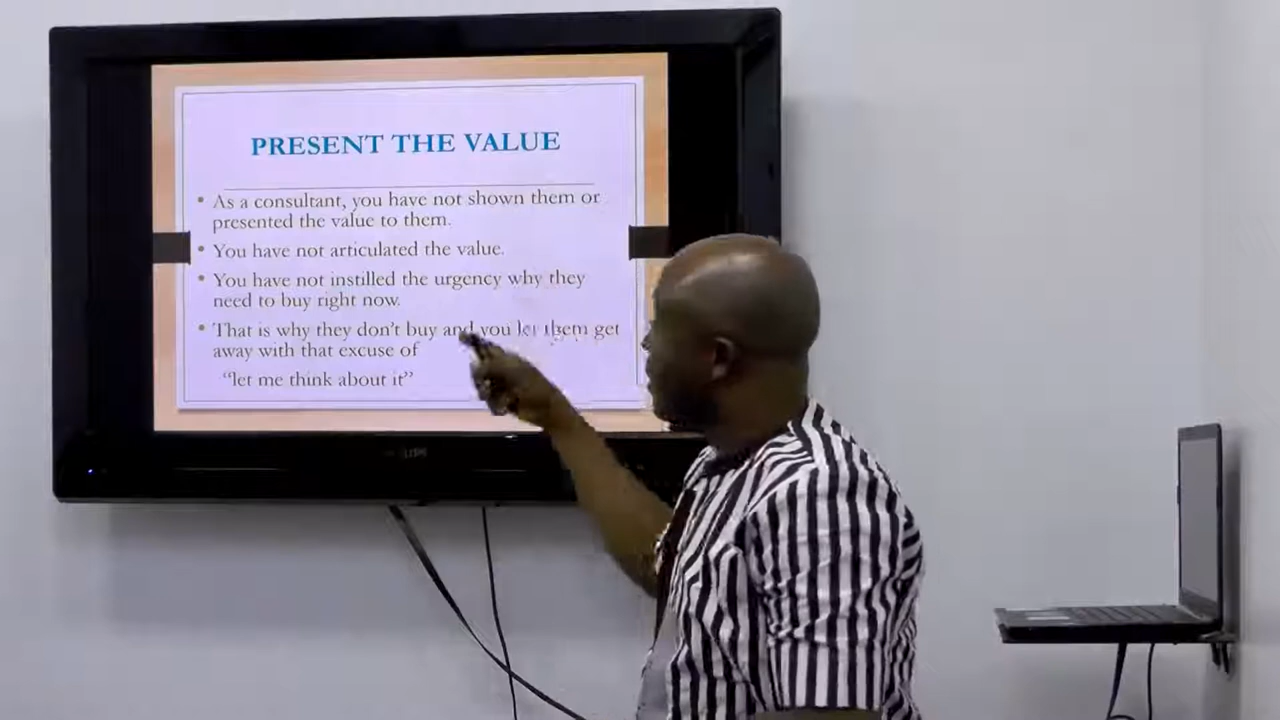 PRESENT THE VALUE
• As a consultant, you have not shown them or
presented the value to them.
• You have not articulated the value.
• You have not instilled the urgency why they
need to buy right now.
• That is why they don't buy and you let them get
away with that excuse of
“let me think about it”